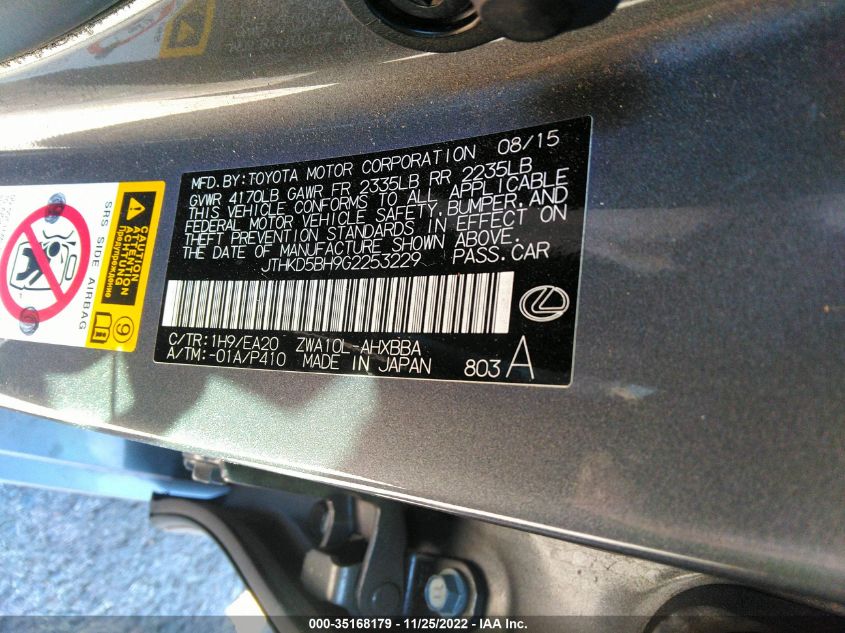 MFD.BY:TOYOTA MOTOR CORPORATION 08/15
GVWR 4170LB GAWR FR 2335LB RR 2235LB
THIS VEHICLE CONFORMS TO ALL APPLICABLE
FEDERAL MOTOR VEHICLE SAFETY,BUMPER,AND
THEFT PREVENTION STANDARDS IN EFFECT ON
THE DATE OF MANUFACTURE SHOWN ABOVE.
JTHKD5BH9G2253229 PASS.CAR
C/TR:1H9/EA20 ZWA10L-AHXBBA
A/TM:-01A/P410 MADE IN JAPAN 803 A
CAUTION
ATTENTION
ACHTUNG
Предупреждение
SRS SIDE AIRBAG
9
000-35168179 - 11/25/2022 - IAA Inc.